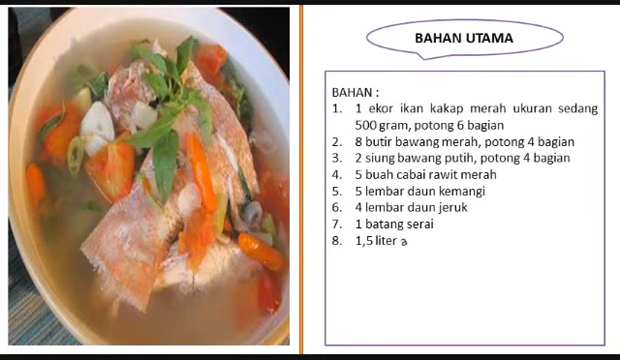 BAHAN UTAMA
BAHAN :
1. 1 ekor ikan kakap merah ukuran sedang
500 gram, potong 6 bagian
2. 8 butir bawang merah, potong 4 bagian
3. 2 siung bawang putih, potong 4 bagian
4. 5 buah cabai rawit merah
5. 5 lembar daun kemangi
6. 4 lembar daun jeruk
7. 1 batang serai
8. 1,5 liter a